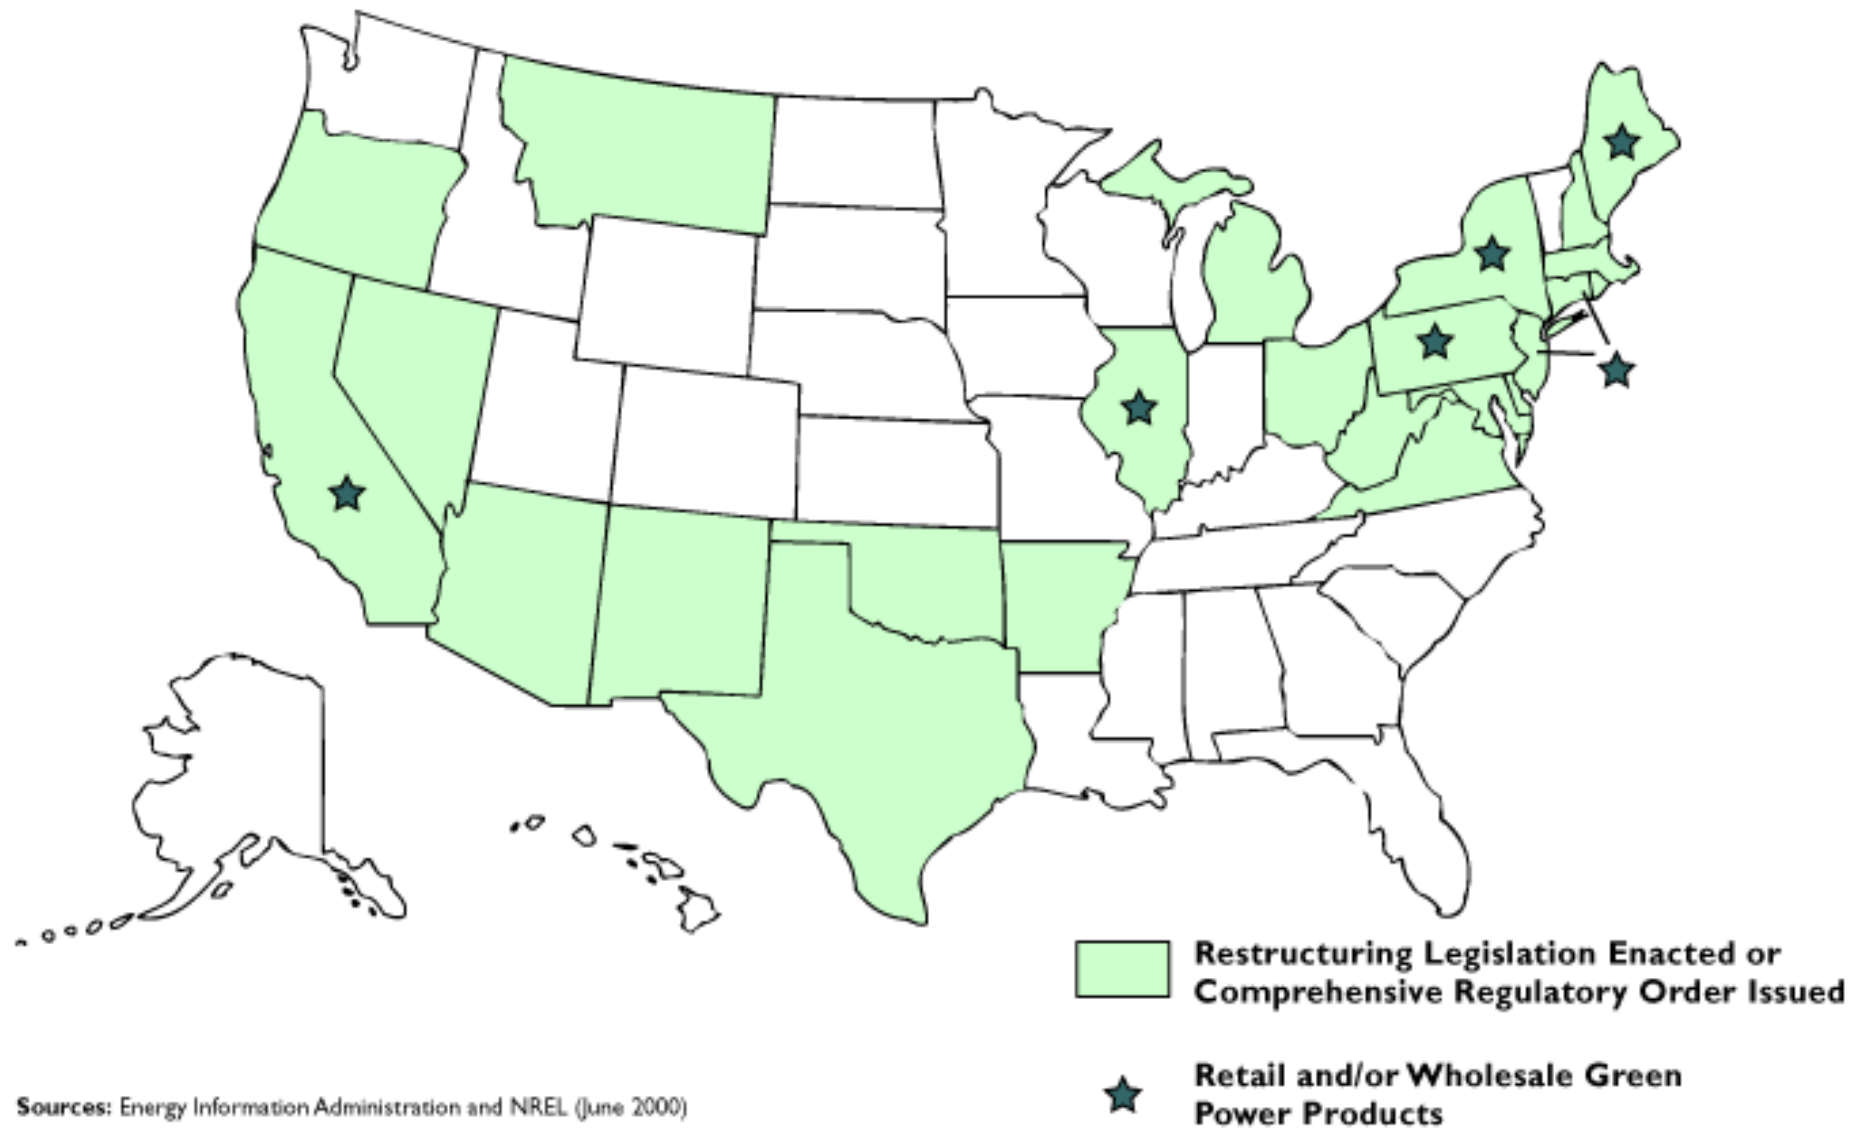 Restructuring Legislation Enacted or
Comprehensive Regulatory Order Issued
Retail and/or Wholesale Green
Power Products
Sources: Energy Information Administration and NREL (June 2000)